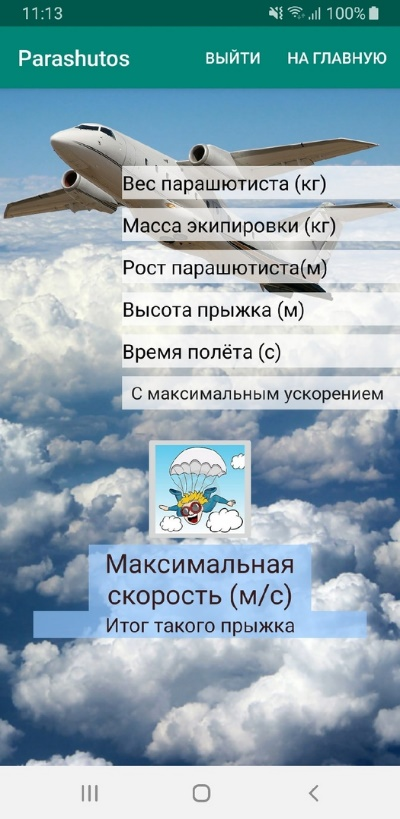 11:13 100%
Parashutos ВЫЙТИ НА ГЛАВНУЮ
Вес парашютиста (кг)
Масса экипировки (кг)
Рост парашютиста(м)
Высота прыжка (м)
Время полёта (с)
С максимальным ускорением
Максимальная
скорость (м/с)
Итог такого прыжка